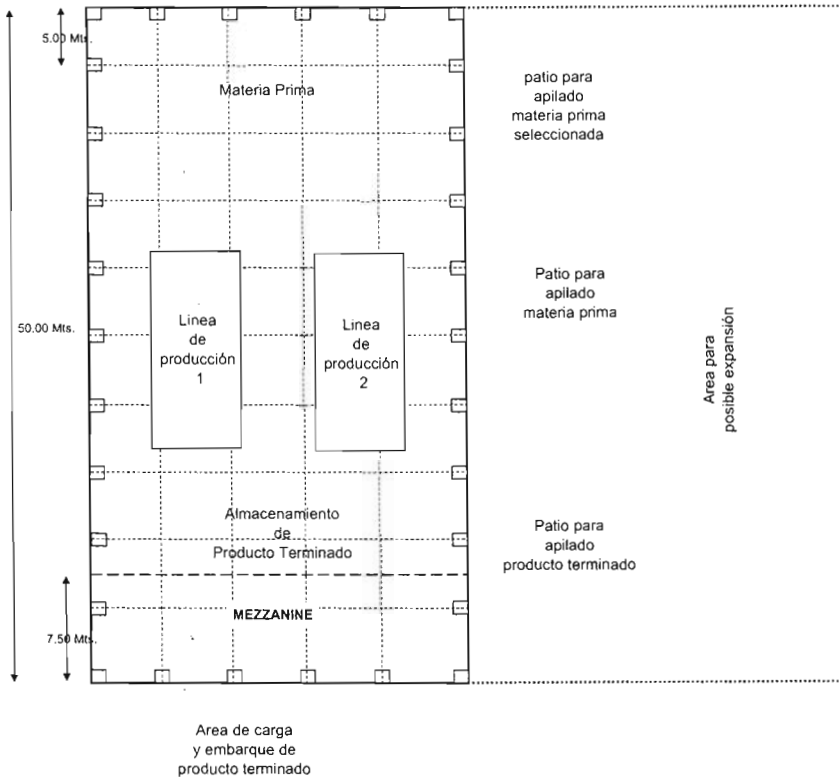 5.00 Mts.
Materia Prima
patio para
apilado
materia prima
seleccionada
50.00 Mts.
Linea
de
producción
1
Linea
de
producción
2
Patio para
apilado
materia prima
Area para
posible expansión
Almacenamiento
de
Producto Terminado
Patio para
apilado
producto terminado
MEZZANINE
7.50 Mts.
Area de carga
y embarque de
producto terminado